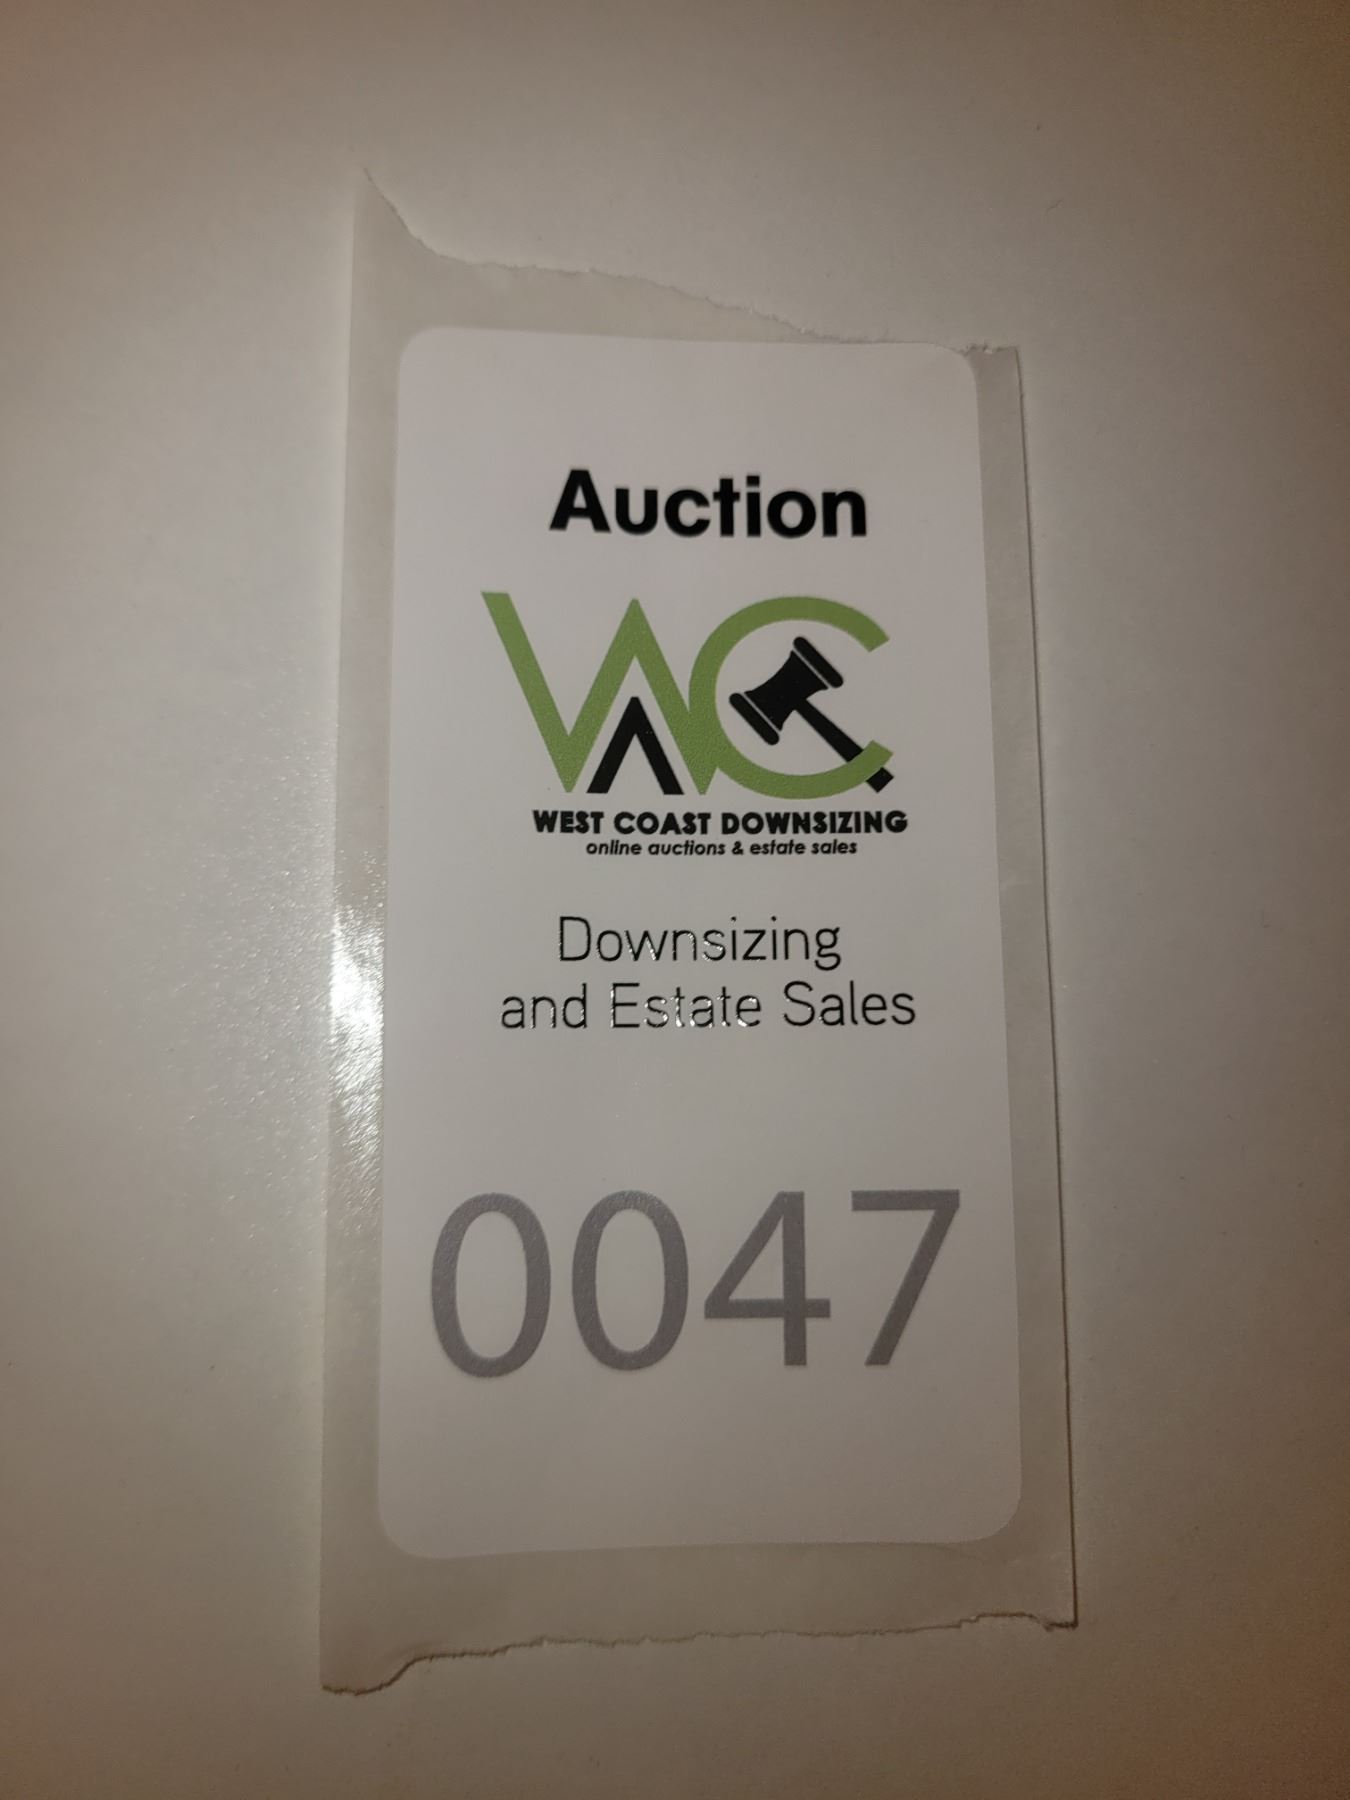 Auction
WC
WEST COAST DOWNSIZING
online auctions & estate sales
Downsizing
and Estate Sales
0047